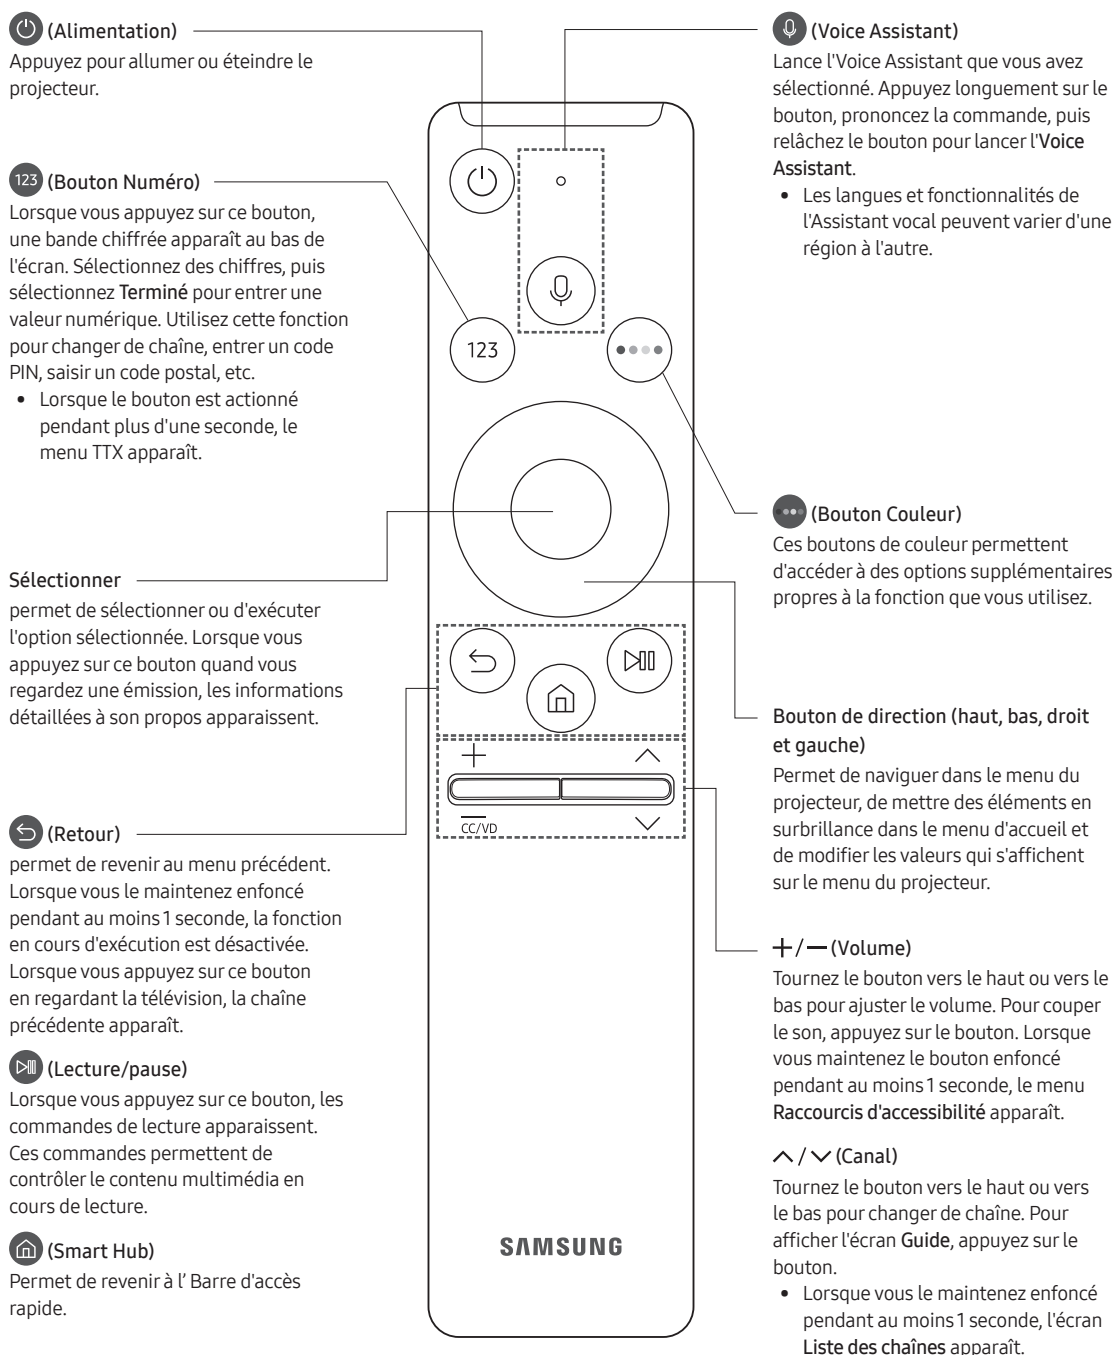 (Alimentation)
Appuyez pour allumer ou éteindre le
projecteur.
123 (Bouton Numéro)
Lorsque vous appuyez sur ce bouton,
une bande chiffrée apparaît au bas de
l'écran. Sélectionnez des chiffres, puis
sélectionnez Terminé pour entrer une
valeur numérique. Utilisez cette fonction
pour changer de chaîne, entrer un code
PIN, saisir un code postal, etc.
• Lorsque le bouton est actionné
pendant plus d'une seconde, le
menu TTX apparaît.
Sélectionner
permet de sélectionner ou d'exécuter
l'option sélectionnée. Lorsque vous
appuyez sur ce bouton quand vous
regardez une émission, les informations
détaillées à son propos apparaissent.
(Retour)
permet de revenir au menu précédent.
Lorsque vous le maintenez enfoncé
pendant au moins 1 seconde, la fonction
en cours d'exécution est désactivée.
Lorsque vous appuyez sur ce bouton
en regardant la télévision, la chaîne
précédente apparaît.
(Lecture/pause)
Lorsque vous appuyez sur ce bouton, les
commandes de lecture apparaissent.
Ces commandes permettent de
contrôler le contenu multimédia en
cours de lecture.
(Smart Hub)
Permet de revenir à l’ Barre d'accès
rapide.
123
CC/VD
SAMSUNG
(Voice Assistant)
Lance l'Voice Assistant que vous avez
sélectionné. Appuyez longuement sur le
bouton, prononcez la commande, puis
relâchez le bouton pour lancer l'Voice
Assistant.
• Les langues et fonctionnalités de
l'Assistant vocal peuvent varier d'une
région à l'autre.
(Bouton Couleur)
Ces boutons de couleur permettent
d'accéder à des options supplémentaires
propres à la fonction que vous utilisez.
Bouton de direction (haut, bas, droit
et gauche)
Permet de naviguer dans le menu du
projecteur, de mettre des éléments en
surbrillance dans le menu d'accueil et
de modifier les valeurs qui s'affichent
sur le menu du projecteur.
+ / — (Volume)
Tournez le bouton vers le haut ou vers le
bas pour ajuster le volume. Pour couper
le son, appuyez sur le bouton. Lorsque
vous maintenez le bouton enfoncé
pendant au moins 1 seconde, le menu
Raccourcis d'accessibilité apparaît.
/ (Canal)
Tournez le bouton vers le haut ou vers
le bas pour changer de chaîne. Pour
afficher l'écran Guide, appuyez sur le
bouton.
• Lorsque vous le maintenez enfoncé
pendant au moins 1 seconde, l'écran
Liste des chaînes apparaît.